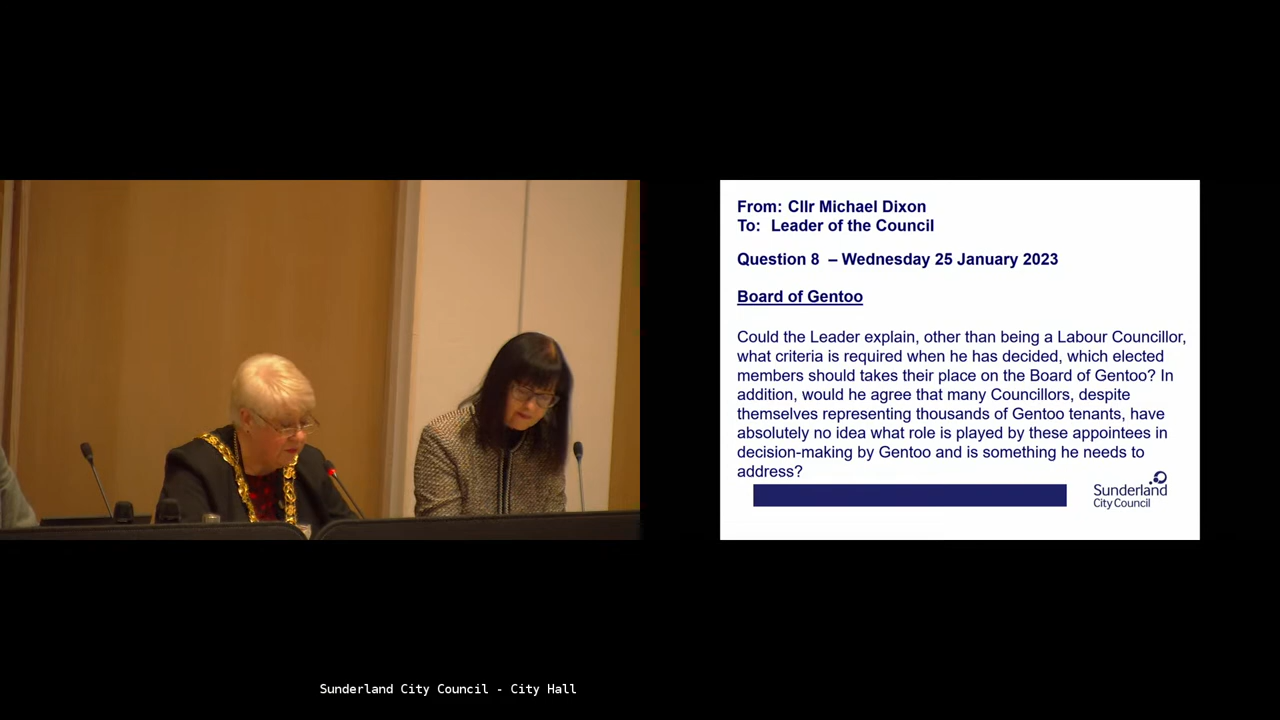 From: Cllr Michael Dixon
To: Leader of the Council
Question 8 – Wednesday 25 January 2023
Board of Gentoo
Could the Leader explain, other than being a Labour Councillor,
what criteria is required when he has decided, which elected
members should takes their place on the Board of Gentoo? In
addition, would he agree that many Councillors, despite
themselves representing thousands of Gentoo tenants, have
absolutely no idea what role is played by these appointees in
decision-making by Gentoo and is something he needs to
address?
Sunderland
City Council
Sunderland City Council - City Hall